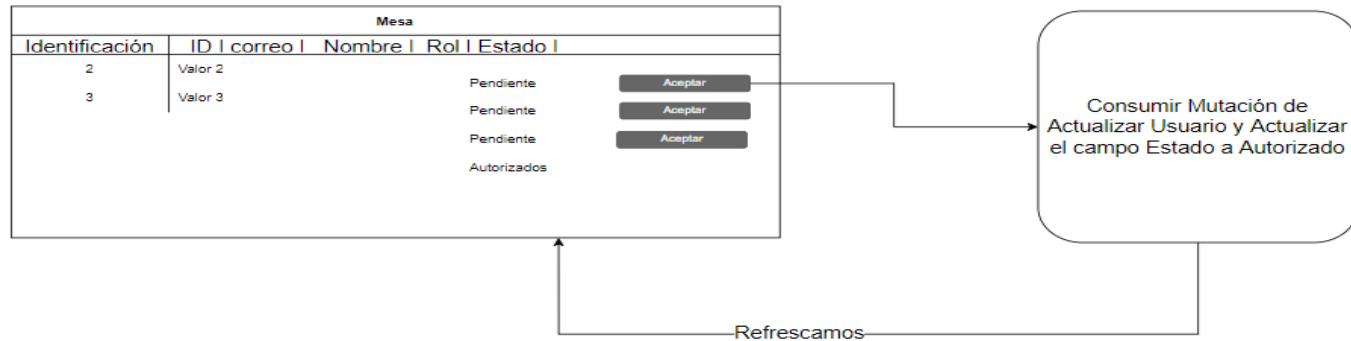 Mesa
Identificación ID I correo I Nombre I Rol I Estado I
2 Valor 2
Pendiente Aceptar
3 Valor 3
Pendiente Aceptar
Pendiente Aceptar
Autorizados
Consumir Mutación de
Actualizar Usuario y Actualizar
el campo Estado a Autorizado
Refrescamos